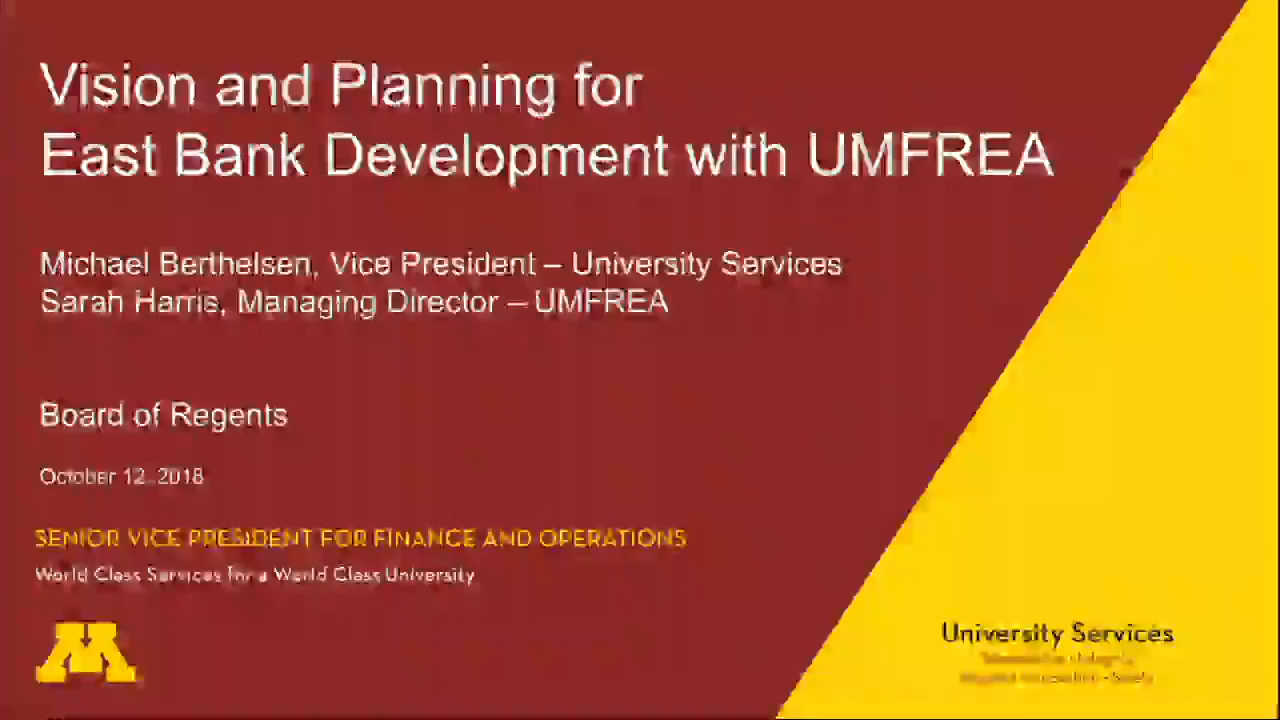 Vision and Planning for
East Bank Development with UMFREA
Michael Berthelsen, Vice President – University Services
Sarah Harris, Managing Director – UMFREA
Board of Regents
October 12, 2018
SENIOR VICE PRESIDENT FOR FINANCE AND OPERATIONS
World Class Services for a World Class University
M
University Services